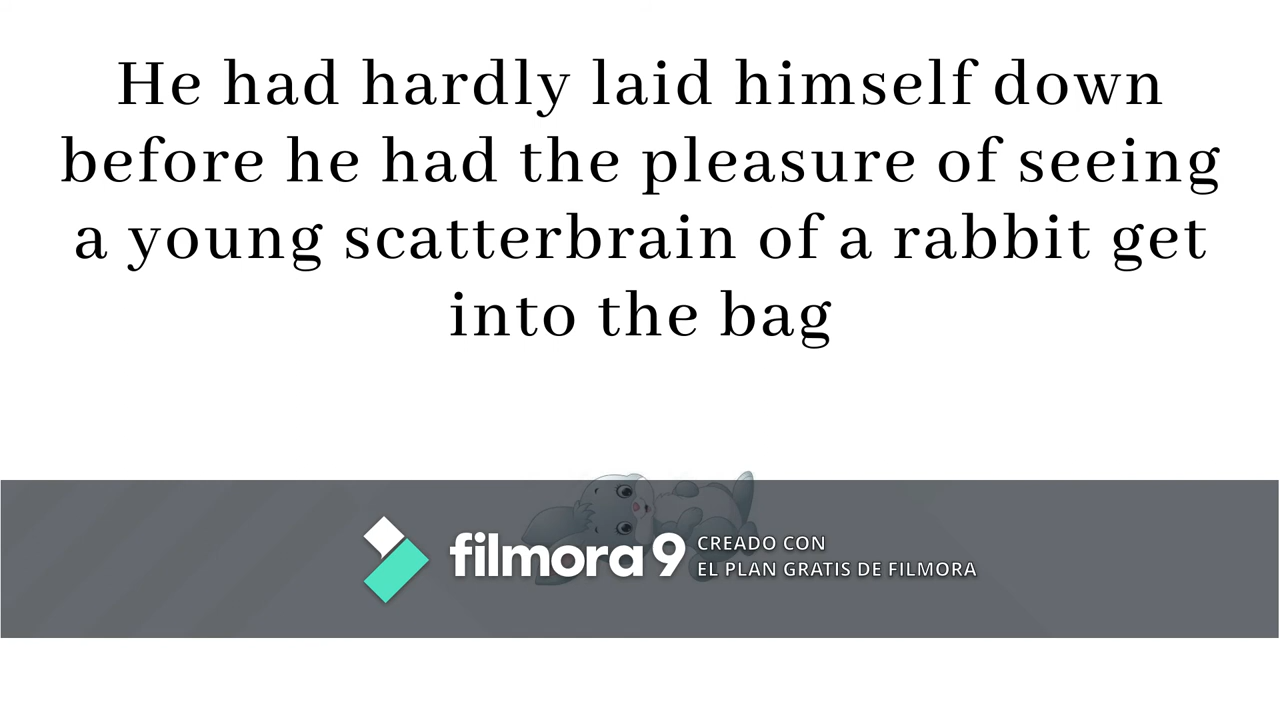 He had hardly laid himself down
before he had the pleasure of seeing
a young scatterbrain of a rabbit get
into the bag
filmora 9
CREADO CON
EL PLAN GRATIS DE FILMORA